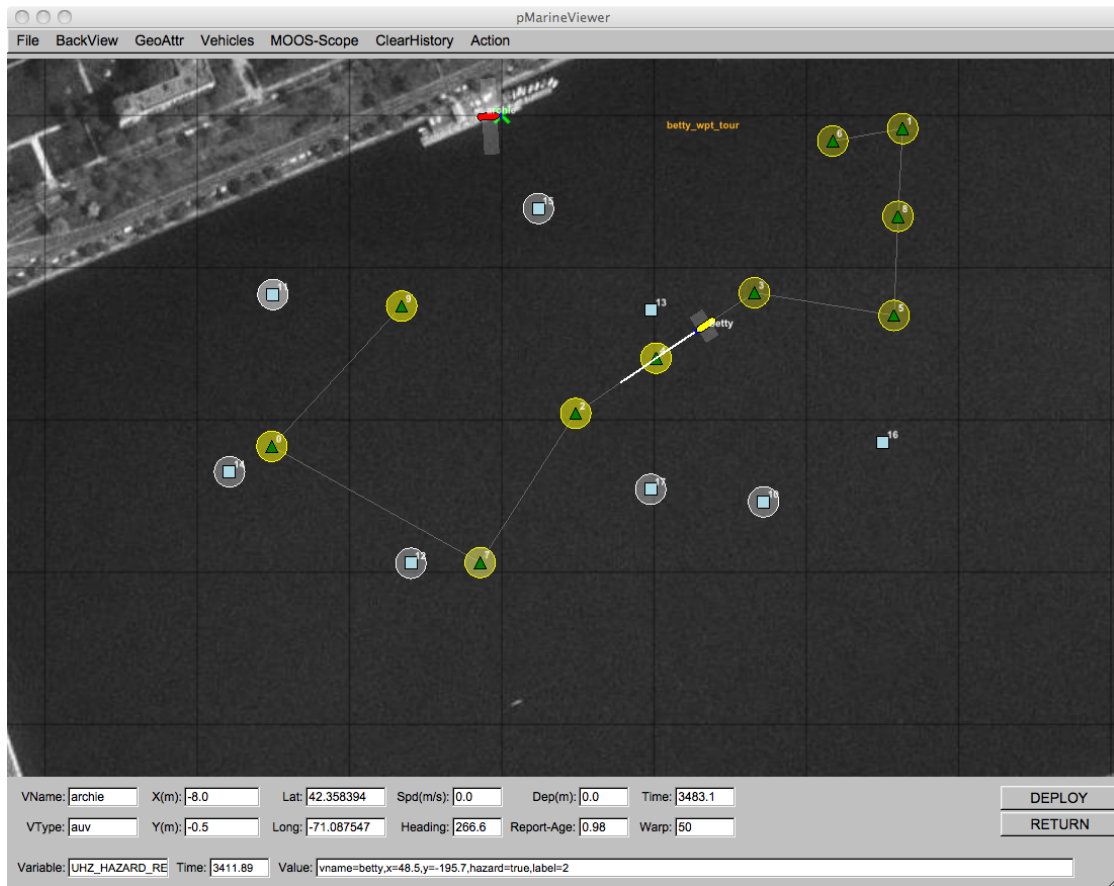 pMarineViewer
File BackView GeoAttr Vehicles MOOS-Scope ClearHistory Action
archie
betty_wpt_tour
6
1
15
8
11
9
13
3
5
betty
4
2
16
0
14
17
10
12
7
VName: archie X(m): -8.0 Lat: 42.358394 Spd(m/s): 0.0 Dep(m): 0.0 Time: 3483.1 DEPLOY
VType: auv Y(m): -0.5 Long: -71.087547 Heading: 266.6 Report-Age: 0.98 Warp: 50 RETURN
Variable: UHZ_HAZARD_RE Time: 3411.89 Value: vname=betty,x=48.5,y=-195.7,hazard=true,label=2